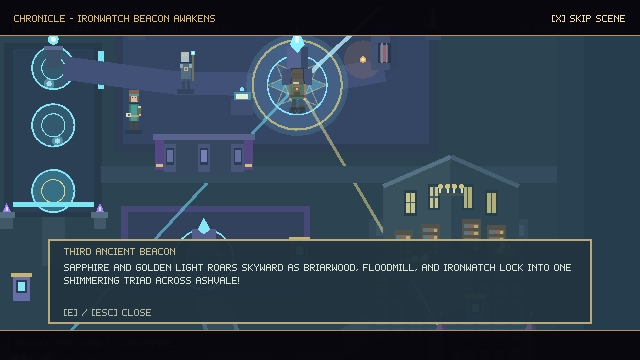 CHRONICLE - IRONWATCH BEACON AWAKENS
[X] SKIP SCENE
THIRD ANCIENT BEACON
SAPPHIRE AND GOLDEN LIGHT ROARS SKYWARD AS BRIARWOOD, FLOODMILL, AND IRONWATCH LOCK INTO ONE
SHIMMERING TRIAD ACROSS ASHVALE!
[E] / [ESC] CLOSE